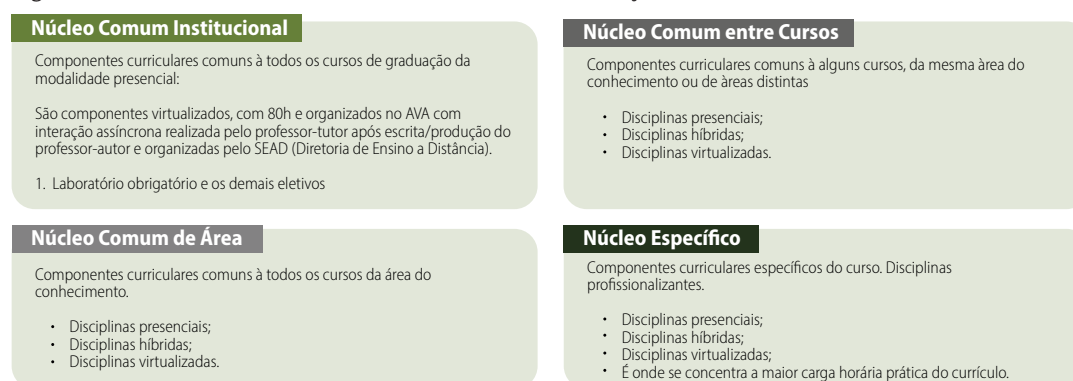 Núcleo Comum Institucional
Componentes curriculares comuns à todos os cursos de graduação da
modalidade presencial:
São componentes virtualizados, com 80h e organizados no AVA com
interação assíncrona realizada pelo professor-tutor após escrita/produção do
professor-autor e organizadas pelo SEAD (Diretoria de Ensino a Distância).
1. Laboratório obrigatório e os demais eletivos
Núcleo Comum entre Cursos
Componentes curriculares comuns à alguns cursos, da mesma àrea do
conhecimento ou de àreas distintas
• Disciplinas presenciais;
• Disciplinas híbridas;
• Disciplinas virtualizadas.
Núcleo Comum de Área
Componentes curriculares comuns à todos os cursos da área do
conhecimento.
• Disciplinas presenciais;
• Disciplinas híbridas;
• Disciplinas virtualizadas.
Núcleo Específico
Componentes curriculares específicos do curso. Disciplinas
profissionalizantes.
• Disciplinas presenciais;
• Disciplinas híbridas;
• Disciplinas virtualizadas;
• É onde se concentra a maior carga horária prática do currículo.